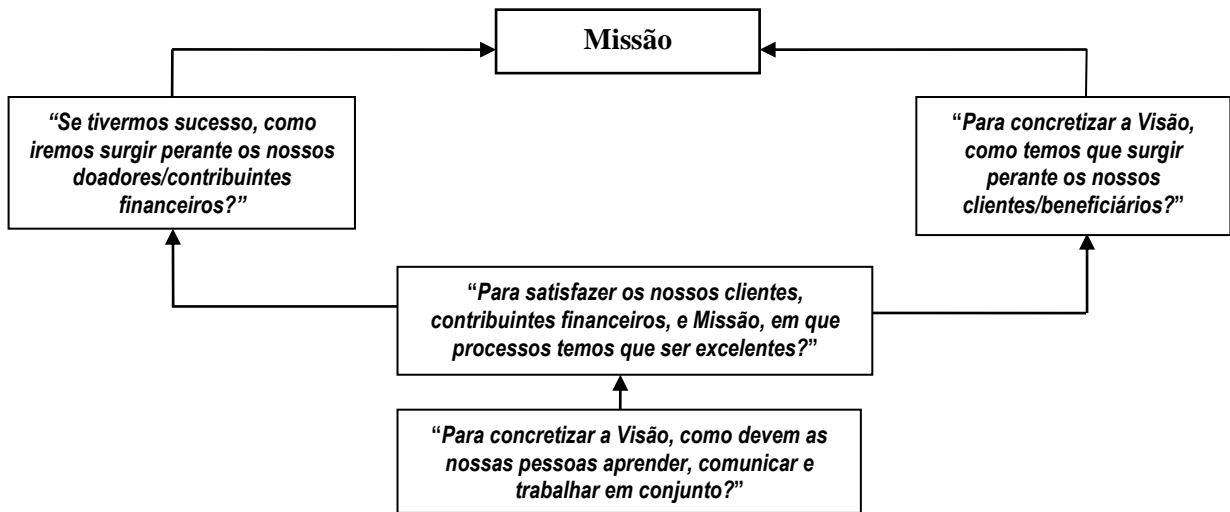 Missão
“Se tivermos sucesso, como
iremos surgir perante os nossos
doadores/contribuintes
financeiros?”
“Para concretizar a Visão,
como temos que surgir
perante os nossos
clientes/beneficiários?”
“Para satisfazer os nossos clientes,
contribuintes financeiros, e Missão, em que
processos temos que ser excelentes?”
“Para concretizar a Visão, como devem as
nossas pessoas aprender, comunicar e
trabalhar em conjunto?”